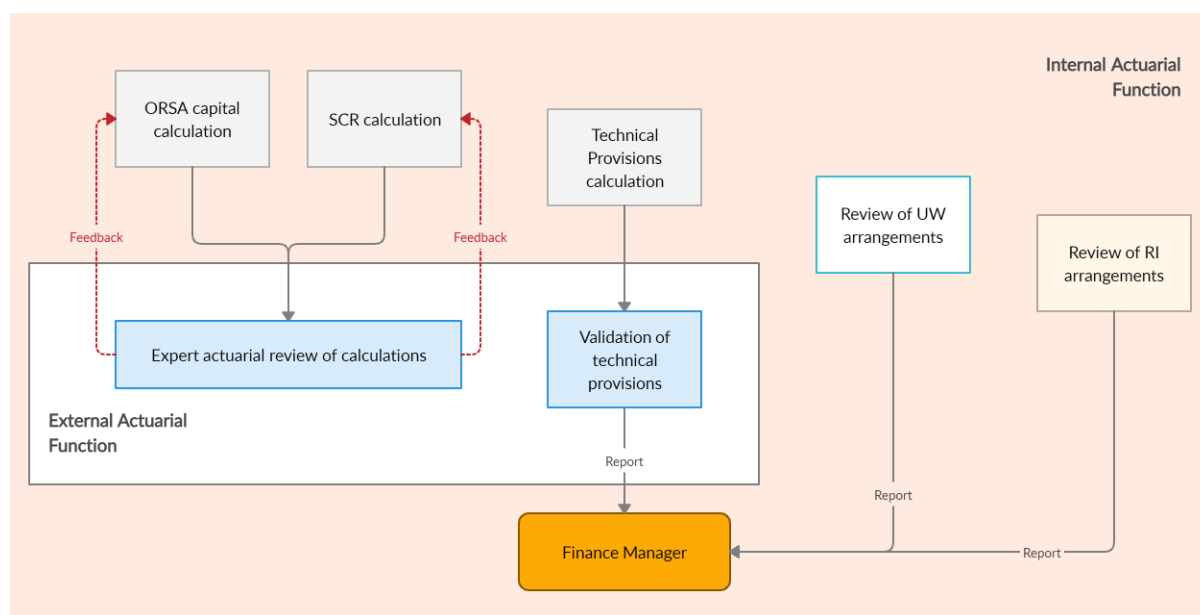 Internal Actuarial
Function
ORSA capital
calculation
SCR calculation
Technical
Provisions
calculation
Review of UW
arrangements
Review of RI
arrangements
Feedback
Feedback
Expert actuarial review of calculations
Validation of
technical
provisions
External Actuarial
Function
Report
Report
Finance Manager
Report